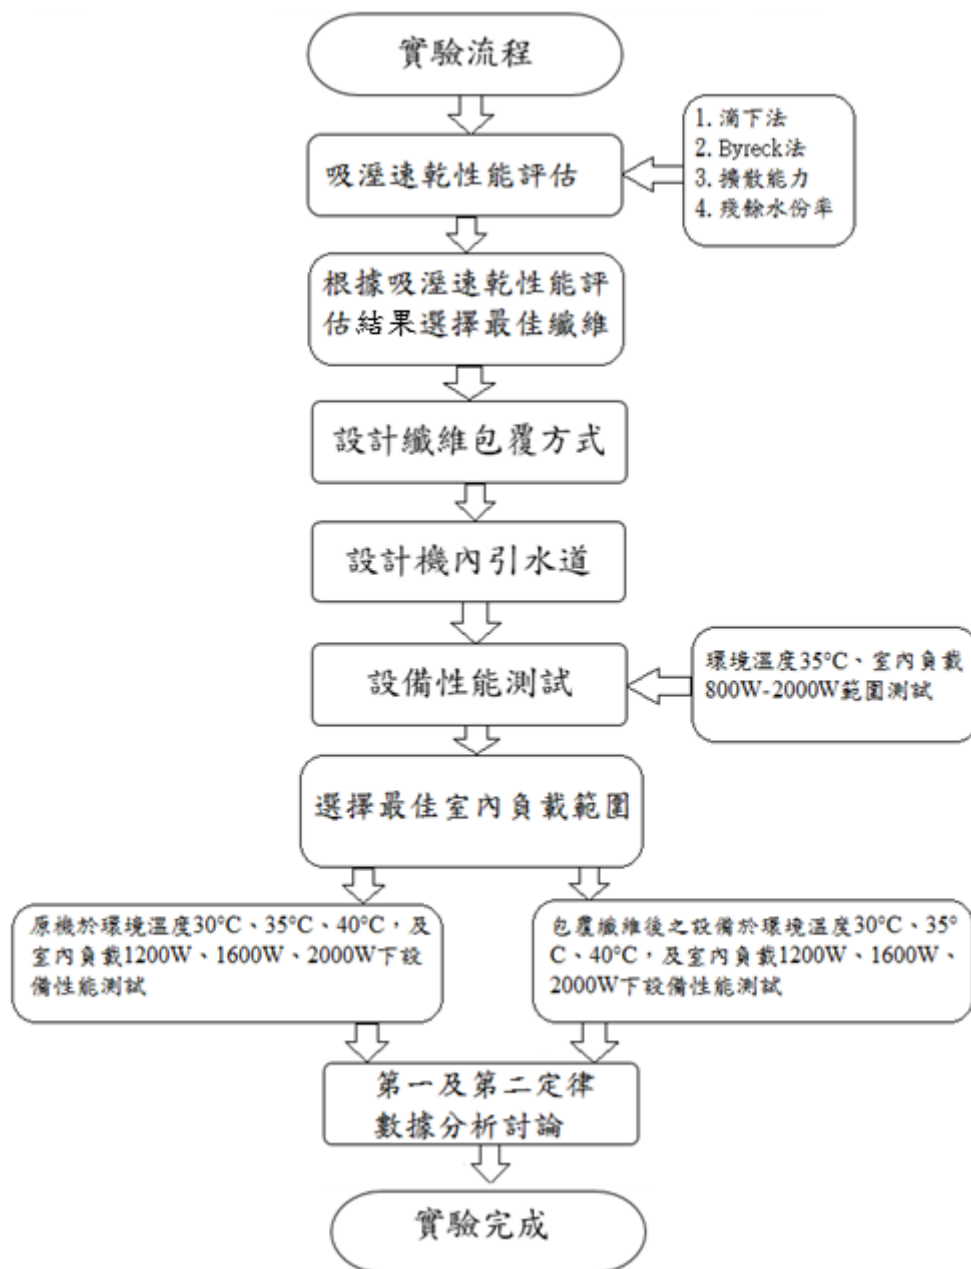 實驗流程
1. 滴下法
2. Byreck法
3. 擴散能力
4. 殘餘水份率
吸溼速乾性能評估
根據吸溼速乾性能評
估結果選擇最佳纖維
設計纖維包覆方式
設計機內引水道
設備性能測試
環境溫度35°C、室內負載
800W-2000W範圍測試
選擇最佳室內負載範圍
原機於環境溫度30°C、35°C、40°C，及
室內負載1200W、1600W、2000W下設
備性能測試
包覆纖維後之設備於環境溫度30°C、35°
C、40°C，及室內負載1200W、1600W、
2000W下設備性能測試
第一及第二定律
數據分析討論
實驗完成